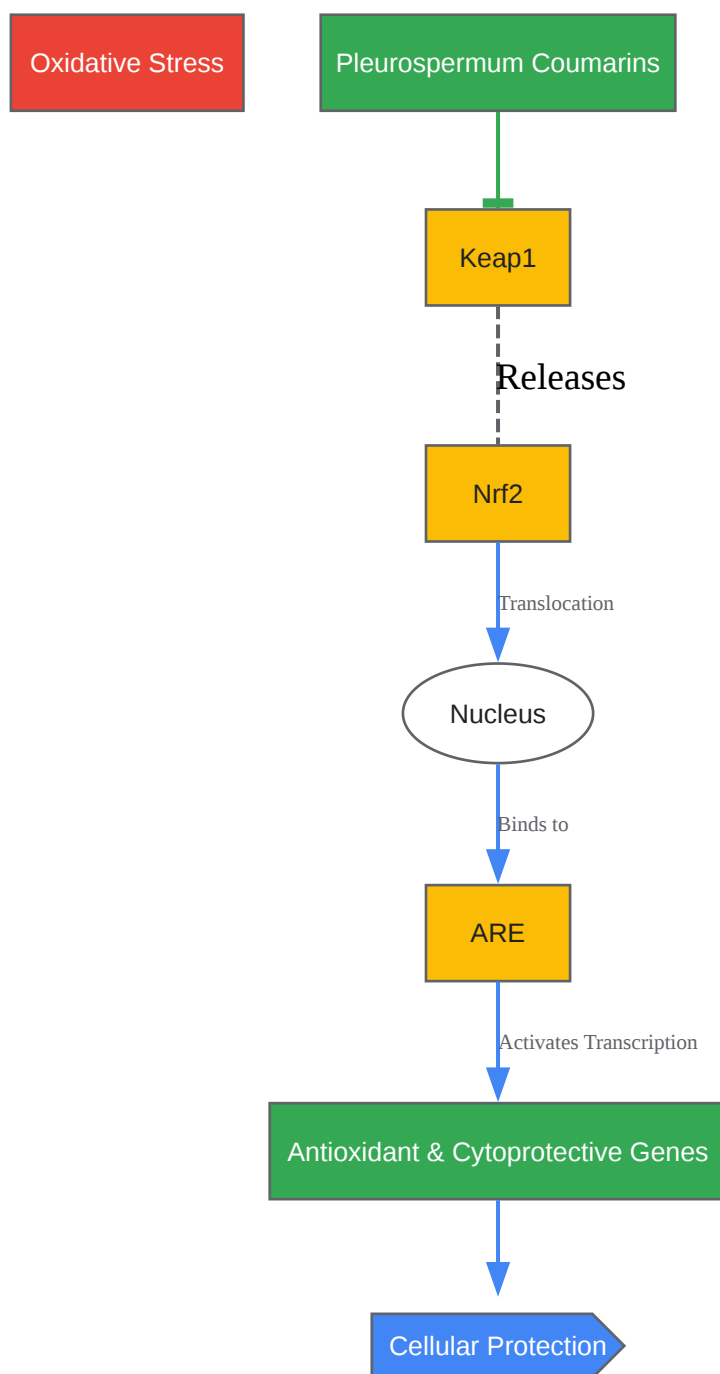 Oxidative Stress
Pleurospermum Coumarins
Keap1
Releases
Nrf2
Translocation
Nucleus
Binds to
ARE
Activates Transcription
Antioxidant & Cytoprotective Genes
Cellular Protection